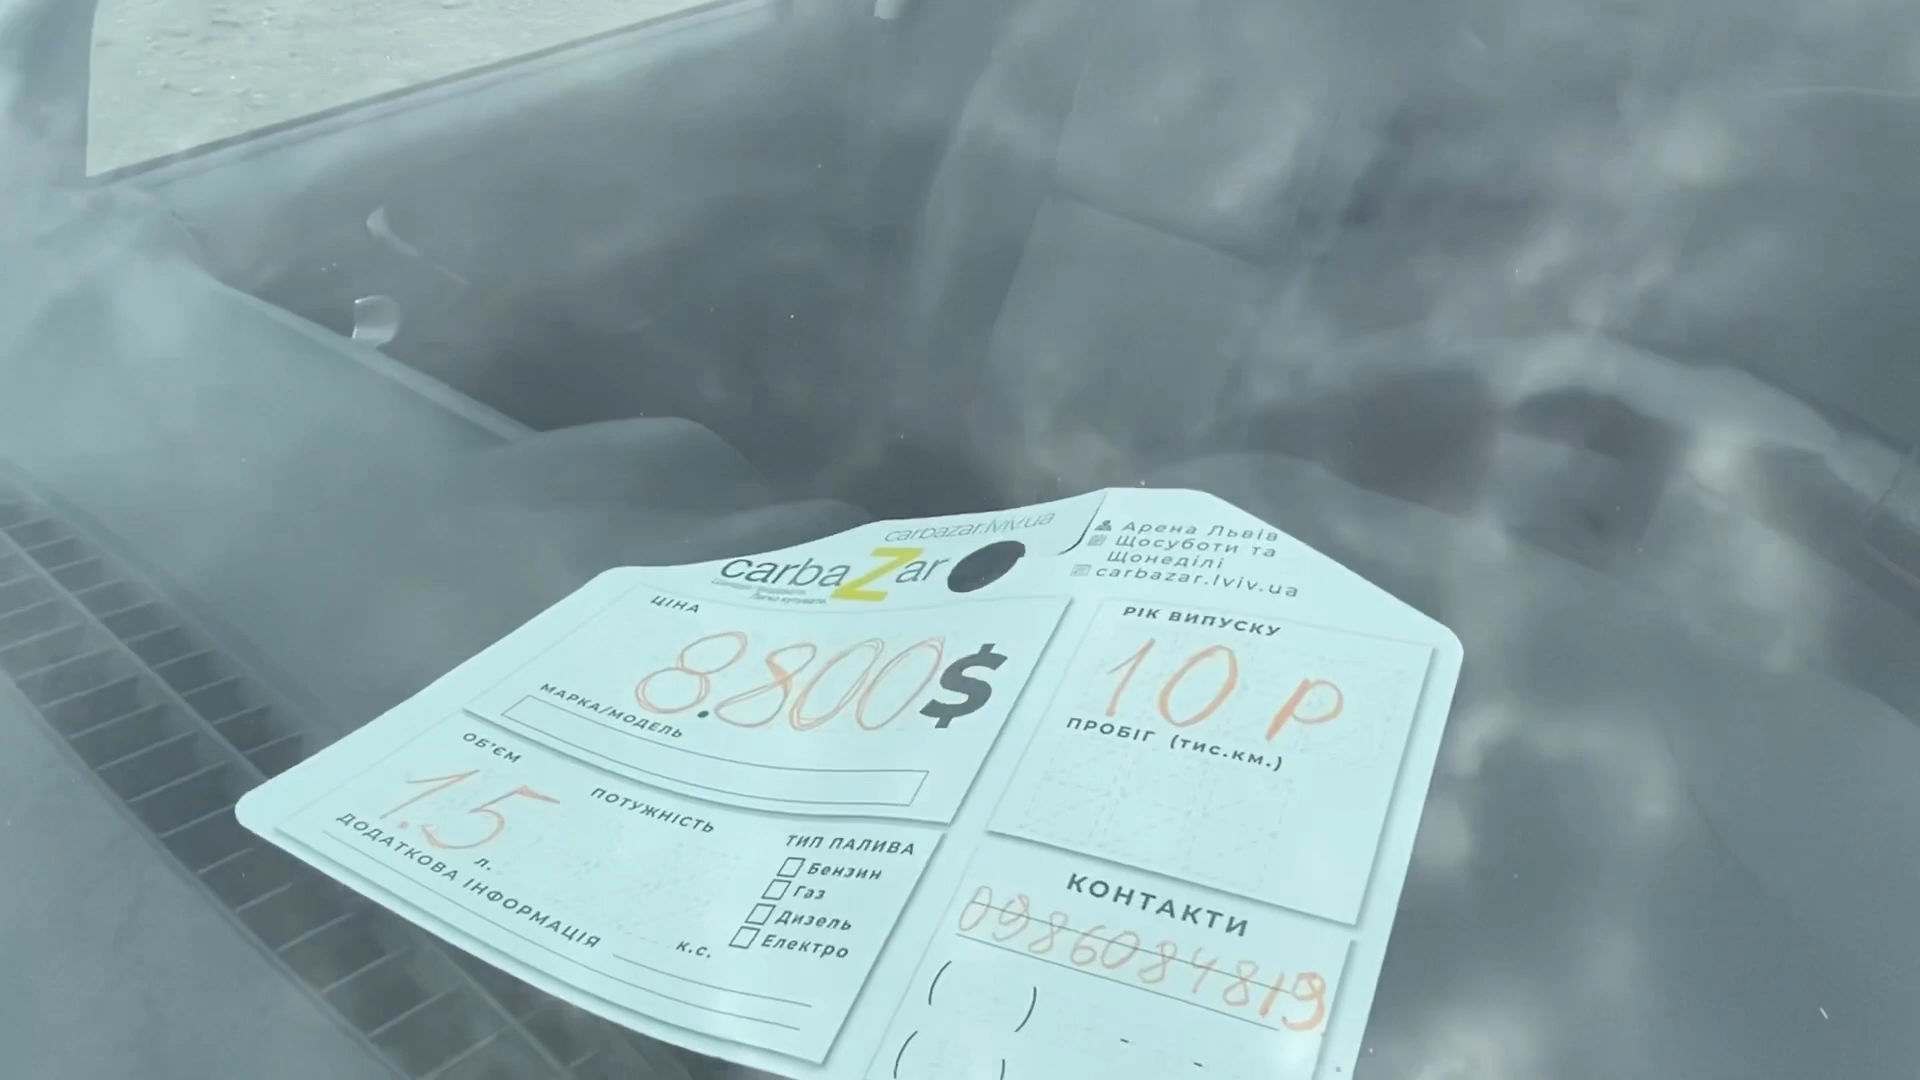 carbazar.lviv.ua
carbaZar
Арена Львів
Щосуботи та
Щонеділі
carbazar.lviv.ua
ЦІНА
8.800$
МАРКА/МОДЕЛЬ
ОБ'ЄМ
1.5 л.
ПОТУЖНІСТЬ
к.с.
ТИП ПАЛИВА
Бензин
Газ
Дизель
Електро
ДОДАТКОВА ІНФОРМАЦІЯ
РІК ВИПУСКУ
10 р
ПРОБІГ (тис.км.)
КОНТАКТИ
0986084819
( ) - -
( )